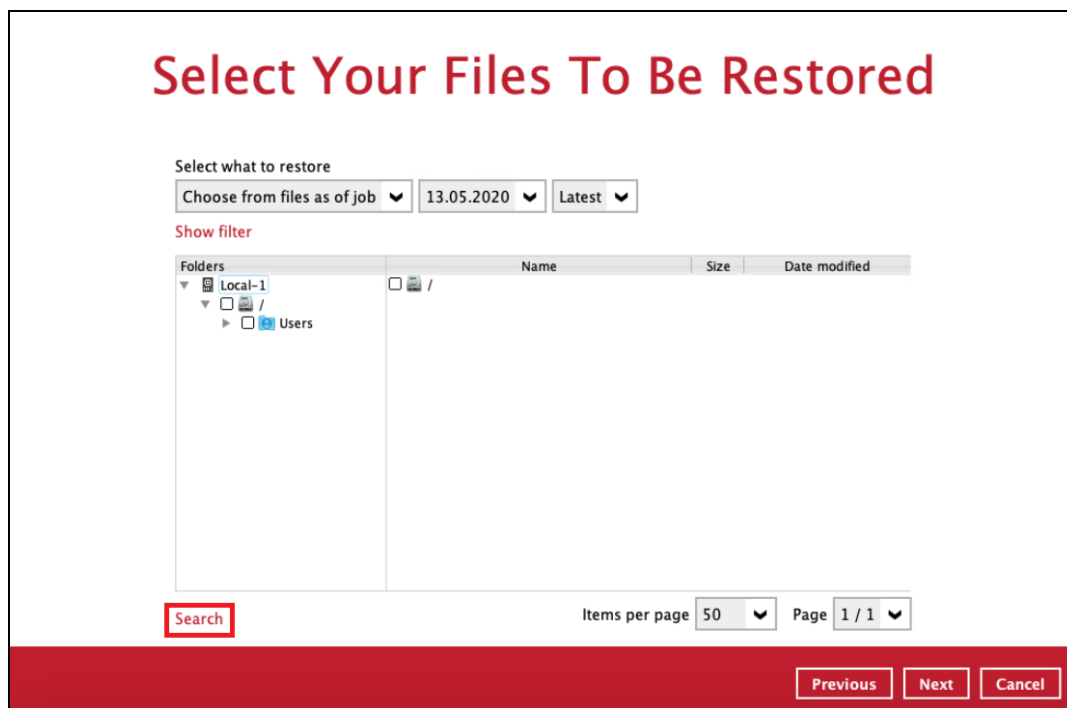 Select Your Files To Be Restored
Select what to restore
Choose from files as of job 13.05.2020 Latest
Show filter
Folders Name Size Date modified
Local-1 /
/
Users
Search Items per page 50 Page 1 / 1
Previous Next Cancel